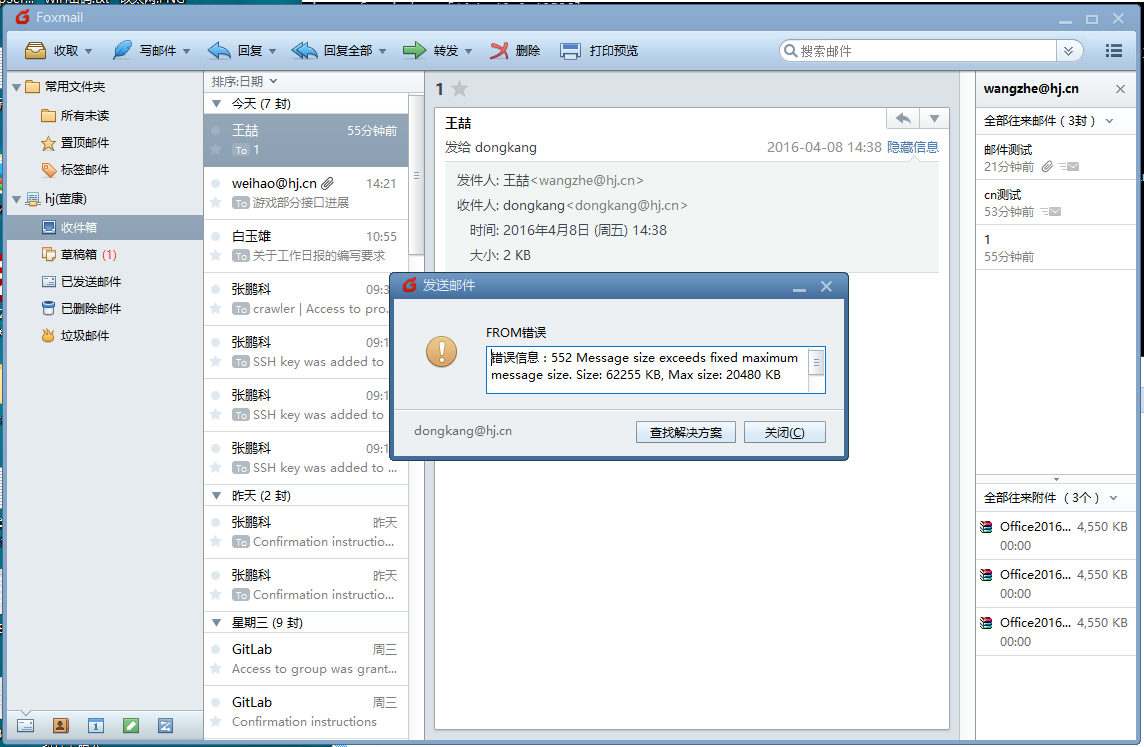 Foxmail
收取
写邮件
回复
回复全部
转发
删除
打印预览
搜索邮件
常用文件夹
所有未读
置顶邮件
标签邮件
hj(董康)
收件箱
草稿箱 (1)
已发送邮件
已删除邮件
垃圾邮件
排序:日期
今天 (7 封)
王喆 55分钟前
To 1
weihao@hj.cn 14:21
To 游戏部分接口进展
白玉雄 10:55
To 关于工作日报的编写要求
张鹏科 09:3
To crawler | Access to pro...
张鹏科 09:1
To SSH key was added to
张鹏科 09:1
To SSH key was added to
张鹏科 09:1
To SSH key was added to ...
昨天 (2 封)
张鹏科 昨天
To Confirmation instructio...
张鹏科 昨天
To Confirmation instructio...
星期三 (9 封)
GitLab 周三
Access to group was grant...
GitLab 周三
Confirmation instructions
1
王喆
发给 dongkang 2016-04-08 14:38 隐藏信息
发件人: 王喆<wangzhe@hj.cn>
收件人: dongkang<dongkang@hj.cn>
时间: 2016年4月8日 (周五) 14:38
大小: 2 KB
发送邮件
FROM错误
错误信息：552 Message size exceeds fixed maximum
message size. Size: 62255 KB, Max size: 20480 KB
dongkang@hj.cn
查找解决方案
关闭(C)
wangzhe@hj.cn
全部往来邮件（3封）
邮件测试
21分钟前
cn测试
53分钟前
1
55分钟前
全部往来附件 （3个）
Office2016... 4,550 KB
00:00
Office2016... 4,550 KB
00:00
Office2016... 4,550 KB
00:00